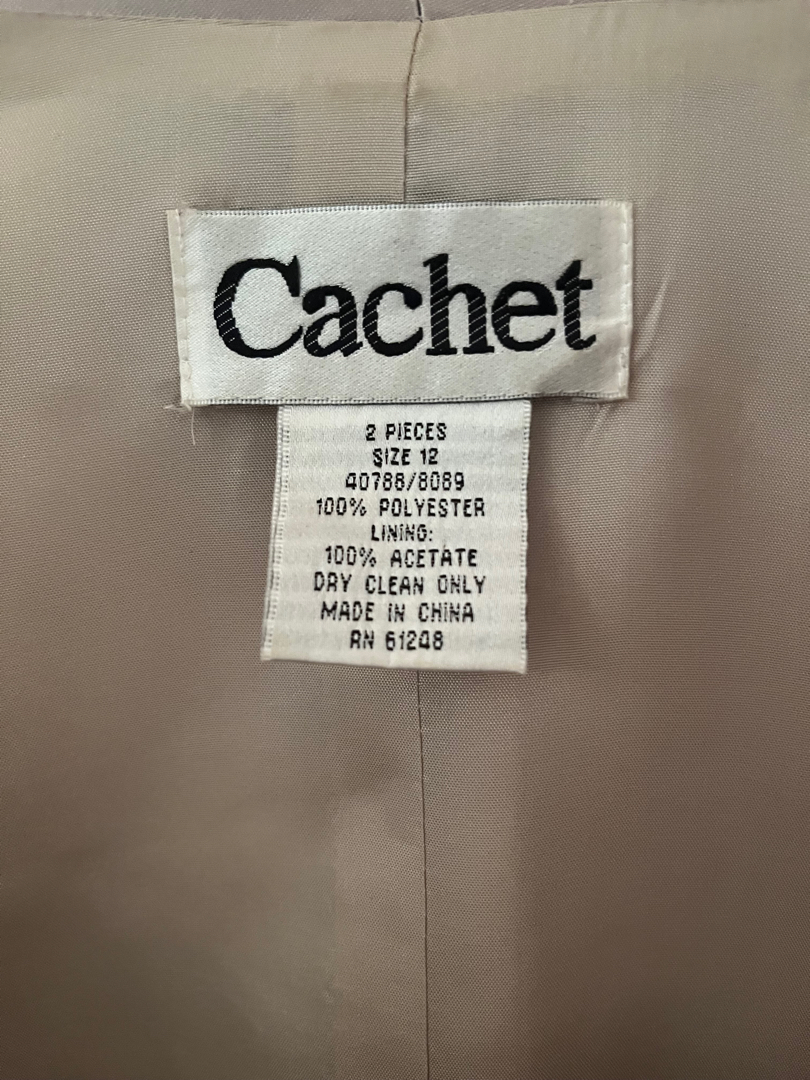 Cachet
2 PIECES
SIZE 12
40788/8089
100% POLYESTER
LINING:
100% ACETATE
DRY CLEAN ONLY
MADE IN CHINA
RN 61248